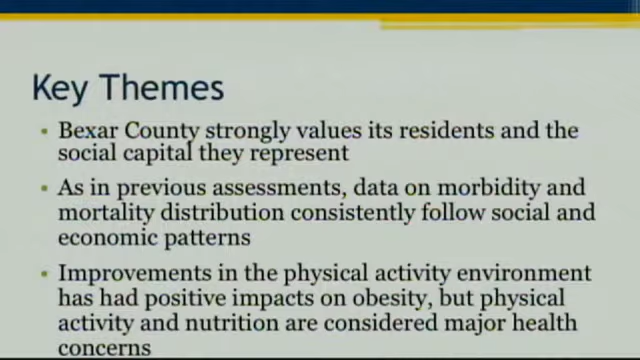 Key Themes
• Bexar County strongly values its residents and the
social capital they represent
• As in previous assessments, data on morbidity and
mortality distribution consistently follow social and
economic patterns
• Improvements in the physical activity environment
has had positive impacts on obesity, but physical
activity and nutrition are considered major health
concerns